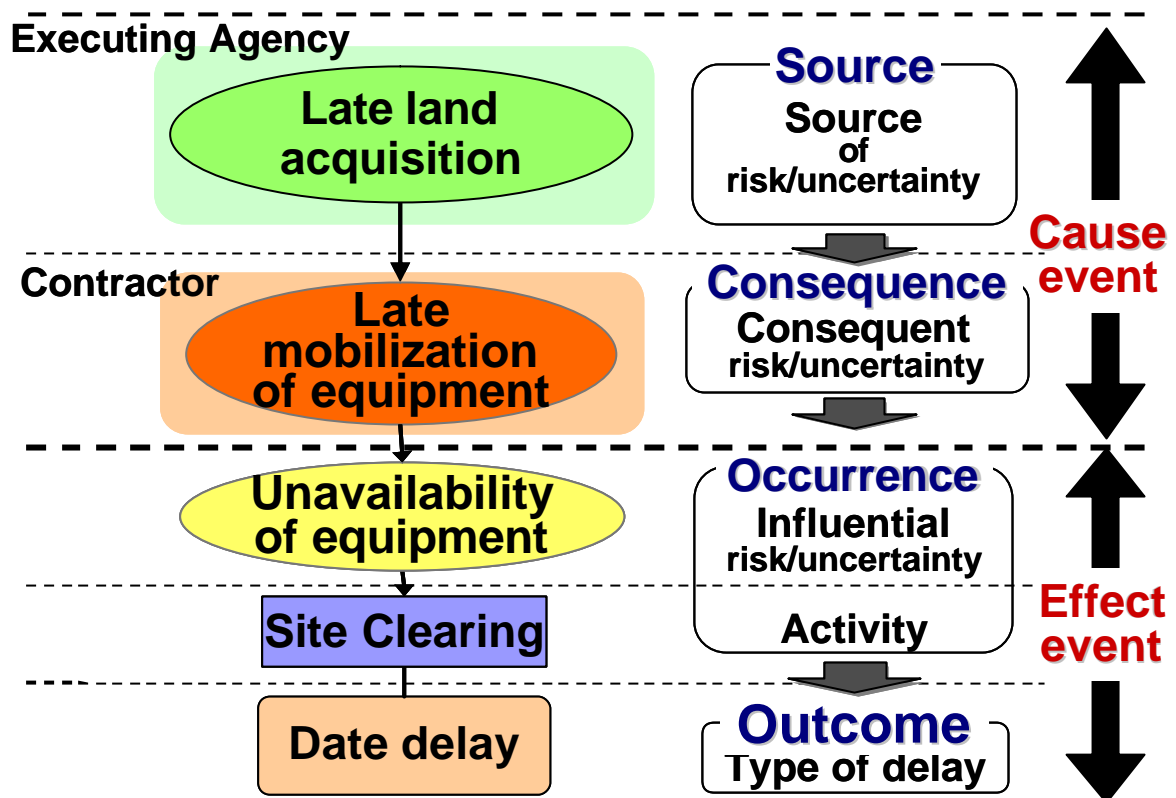 Executing Agency
Late land
acquisition
Source
Source
of
risk/uncertainty
Cause
event
Contractor
Late
mobilization
of equipment
Consequence
Consequent
risk/uncertainty
Unavailability
of equipment
Occurrence
Influential
risk/uncertainty
Site Clearing
Activity
Effect
event
Date delay
Outcome
Type of delay